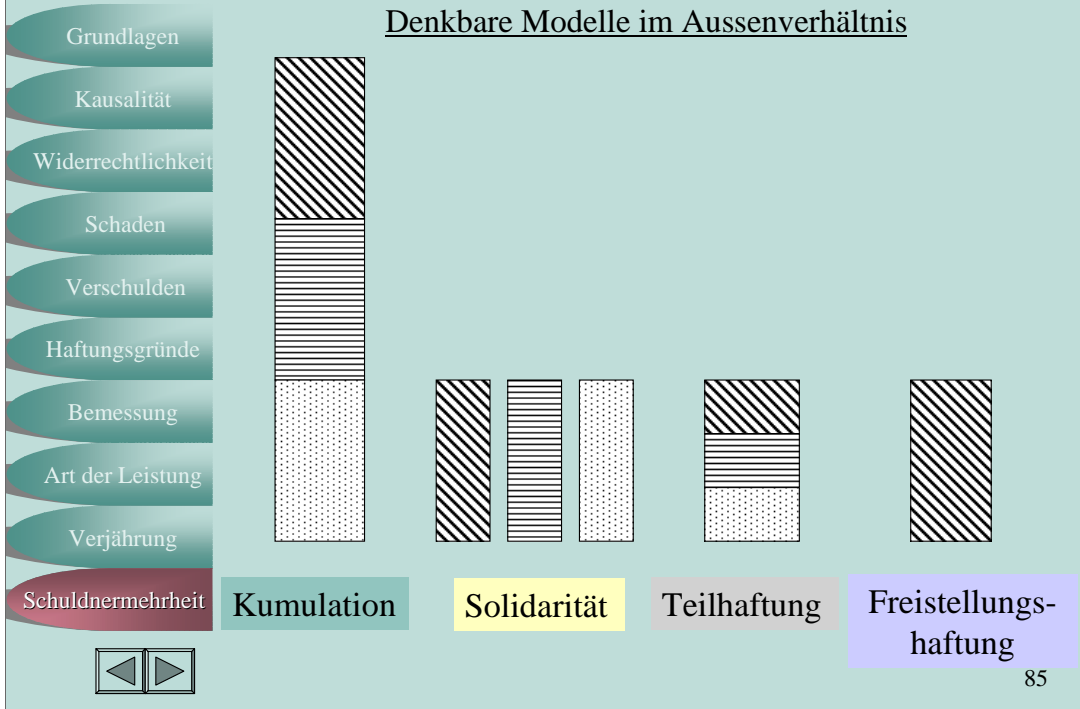 Denkbare Modelle im Aussenverhältnis
Grundlagen
Kausalität
Widerrechtlichkeit
Schaden
Verschulden
Haftungsgründe
Bemessung
Art der Leistung
Verjährung
Schuldnermehrheit
Kumulation
Solidarität
Teilhaftung
Freistellungs-
haftung
85